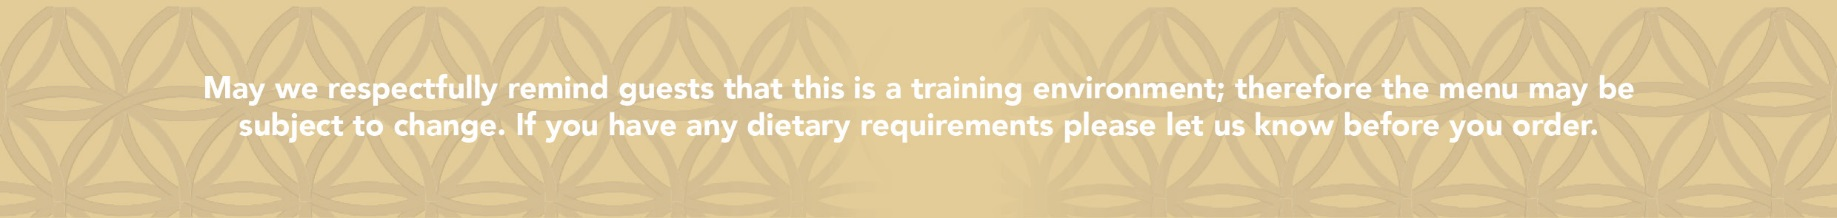 May we respectfully remind guests that this is a training environment; therefore the menu may be
subject to change. If you have any dietary requirements please let us know before you order.